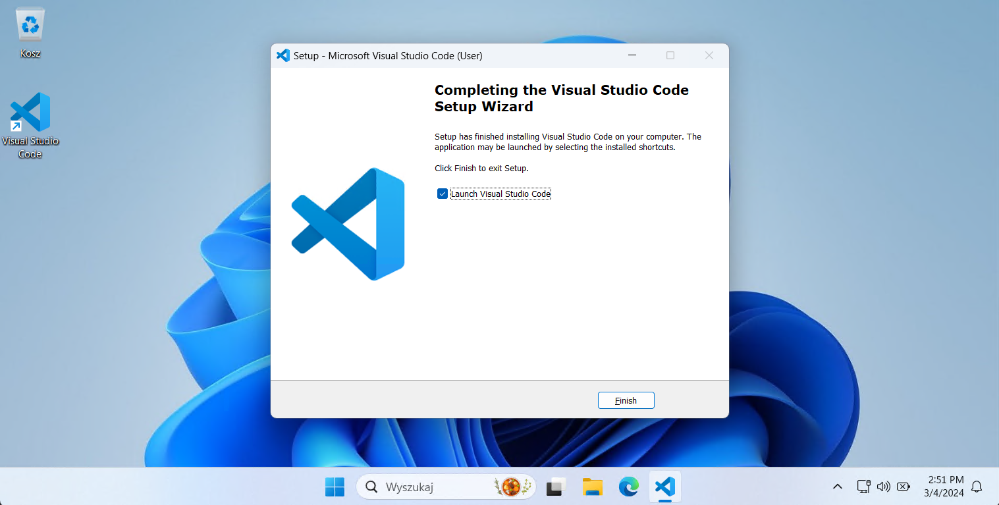 Kosz
Visual Studio
Code
Setup - Microsoft Visual Studio Code (User)
Completing the Visual Studio Code
Setup Wizard
Setup has finished installing Visual Studio Code on your computer. The
application may be launched by selecting the installed shortcuts.
Click Finish to exit Setup.
Launch Visual Studio Code
Finish
Wyszukaj
2:51 PM
3/4/2024